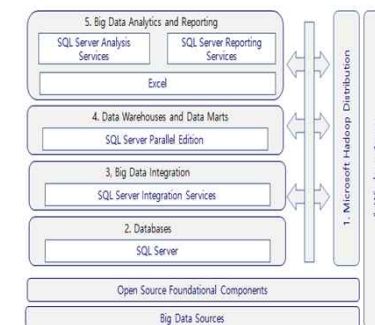 5. Big Data Analytics and Reporting
SQL Server Analysis
Services
SQL Server Reporting
Services
Excel
4. Data Warehouses and Data Marts
SQL Server Parallel Edition
3, Big Data Integration
SQL Server Integration Services
2. Databases
SQL Server
Open Source Foundational Components
Big Data Sources
1. Microsoft Hadoop Distribution